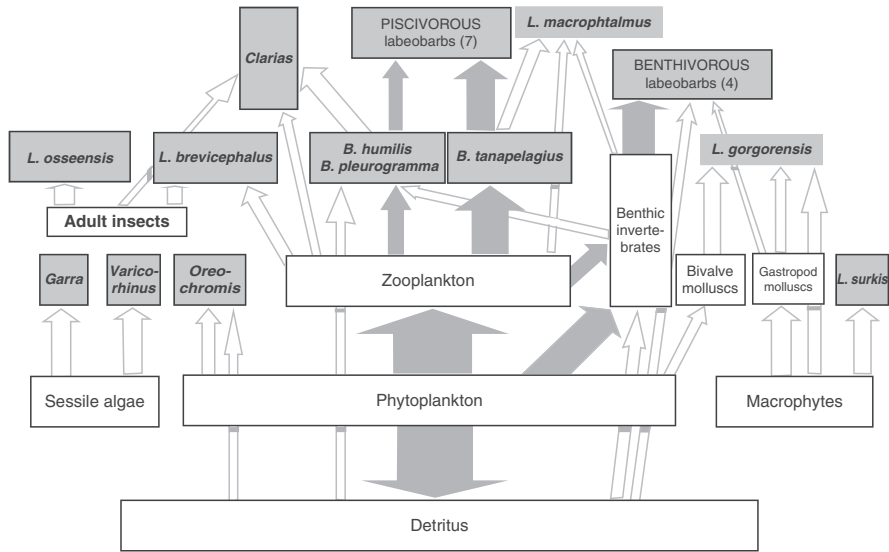 Clarias
PISCIVOROUS
labeobarbs (7)
L. macrophtalmus
BENTHIVOROUS
labeobarbs (4)
L. osseensis
L. brevicephalus
B. humilis
B. pleurogramma
B. tanapelagius
L. gorgorensis
Adult insects
Benthic
inverte-
brates
Garra
Varico-
rhinus
Oreo-
chromis
Zooplankton
Bivalve
molluscs
Gastropod
molluscs
L. surkis
Sessile algae
Phytoplankton
Macrophytes
Detritus